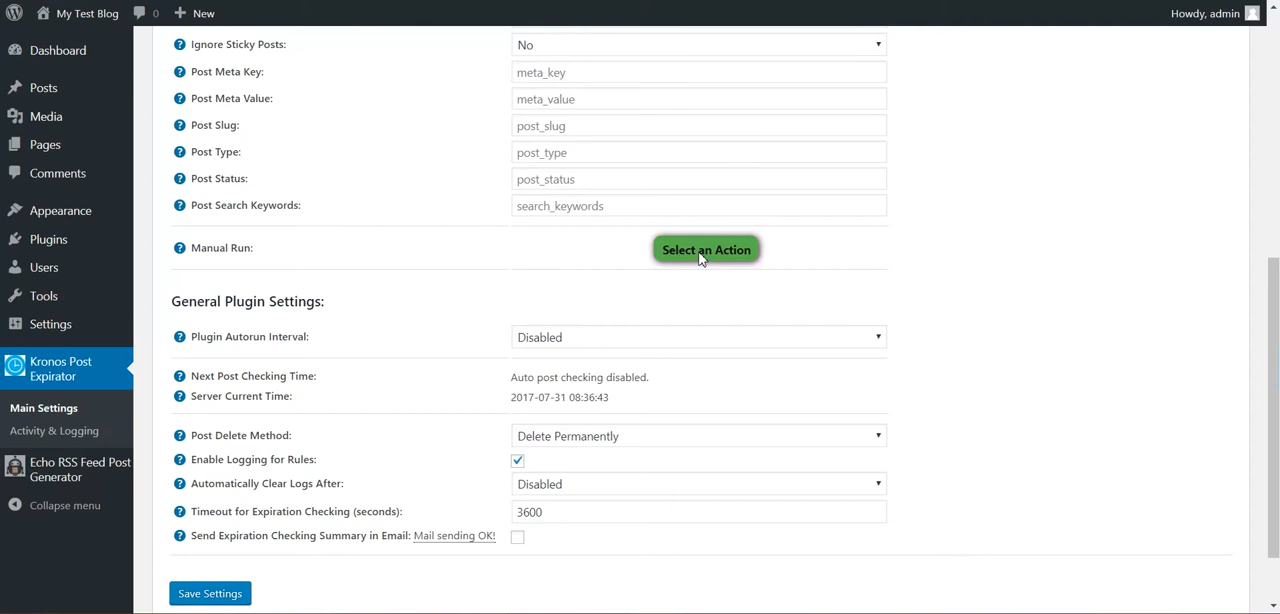 My Test Blog
0
New
Howdy, admin
Dashboard
Posts
Media
Pages
Comments
Appearance
Plugins
Users
Tools
Settings
Kronos Post
Expirator
Main Settings
Activity & Logging
Echo RSS Feed Post
Generator
Collapse menu
Ignore Sticky Posts:
No
Post Meta Key:
meta_key
Post Meta Value:
meta_value
Post Slug:
post_slug
Post Type:
post_type
Post Status:
post_status
Post Search Keywords:
search_keywords
Manual Run:
Select an Action
General Plugin Settings:
Plugin Autorun Interval:
Disabled
Next Post Checking Time:
Auto post checking disabled.
Server Current Time:
2017-07-31 08:36:43
Post Delete Method:
Delete Permanently
Enable Logging for Rules:
Automatically Clear Logs After:
Disabled
Timeout for Expiration Checking (seconds):
3600
Send Expiration Checking Summary in Email: Mail sending OK!
Save Settings